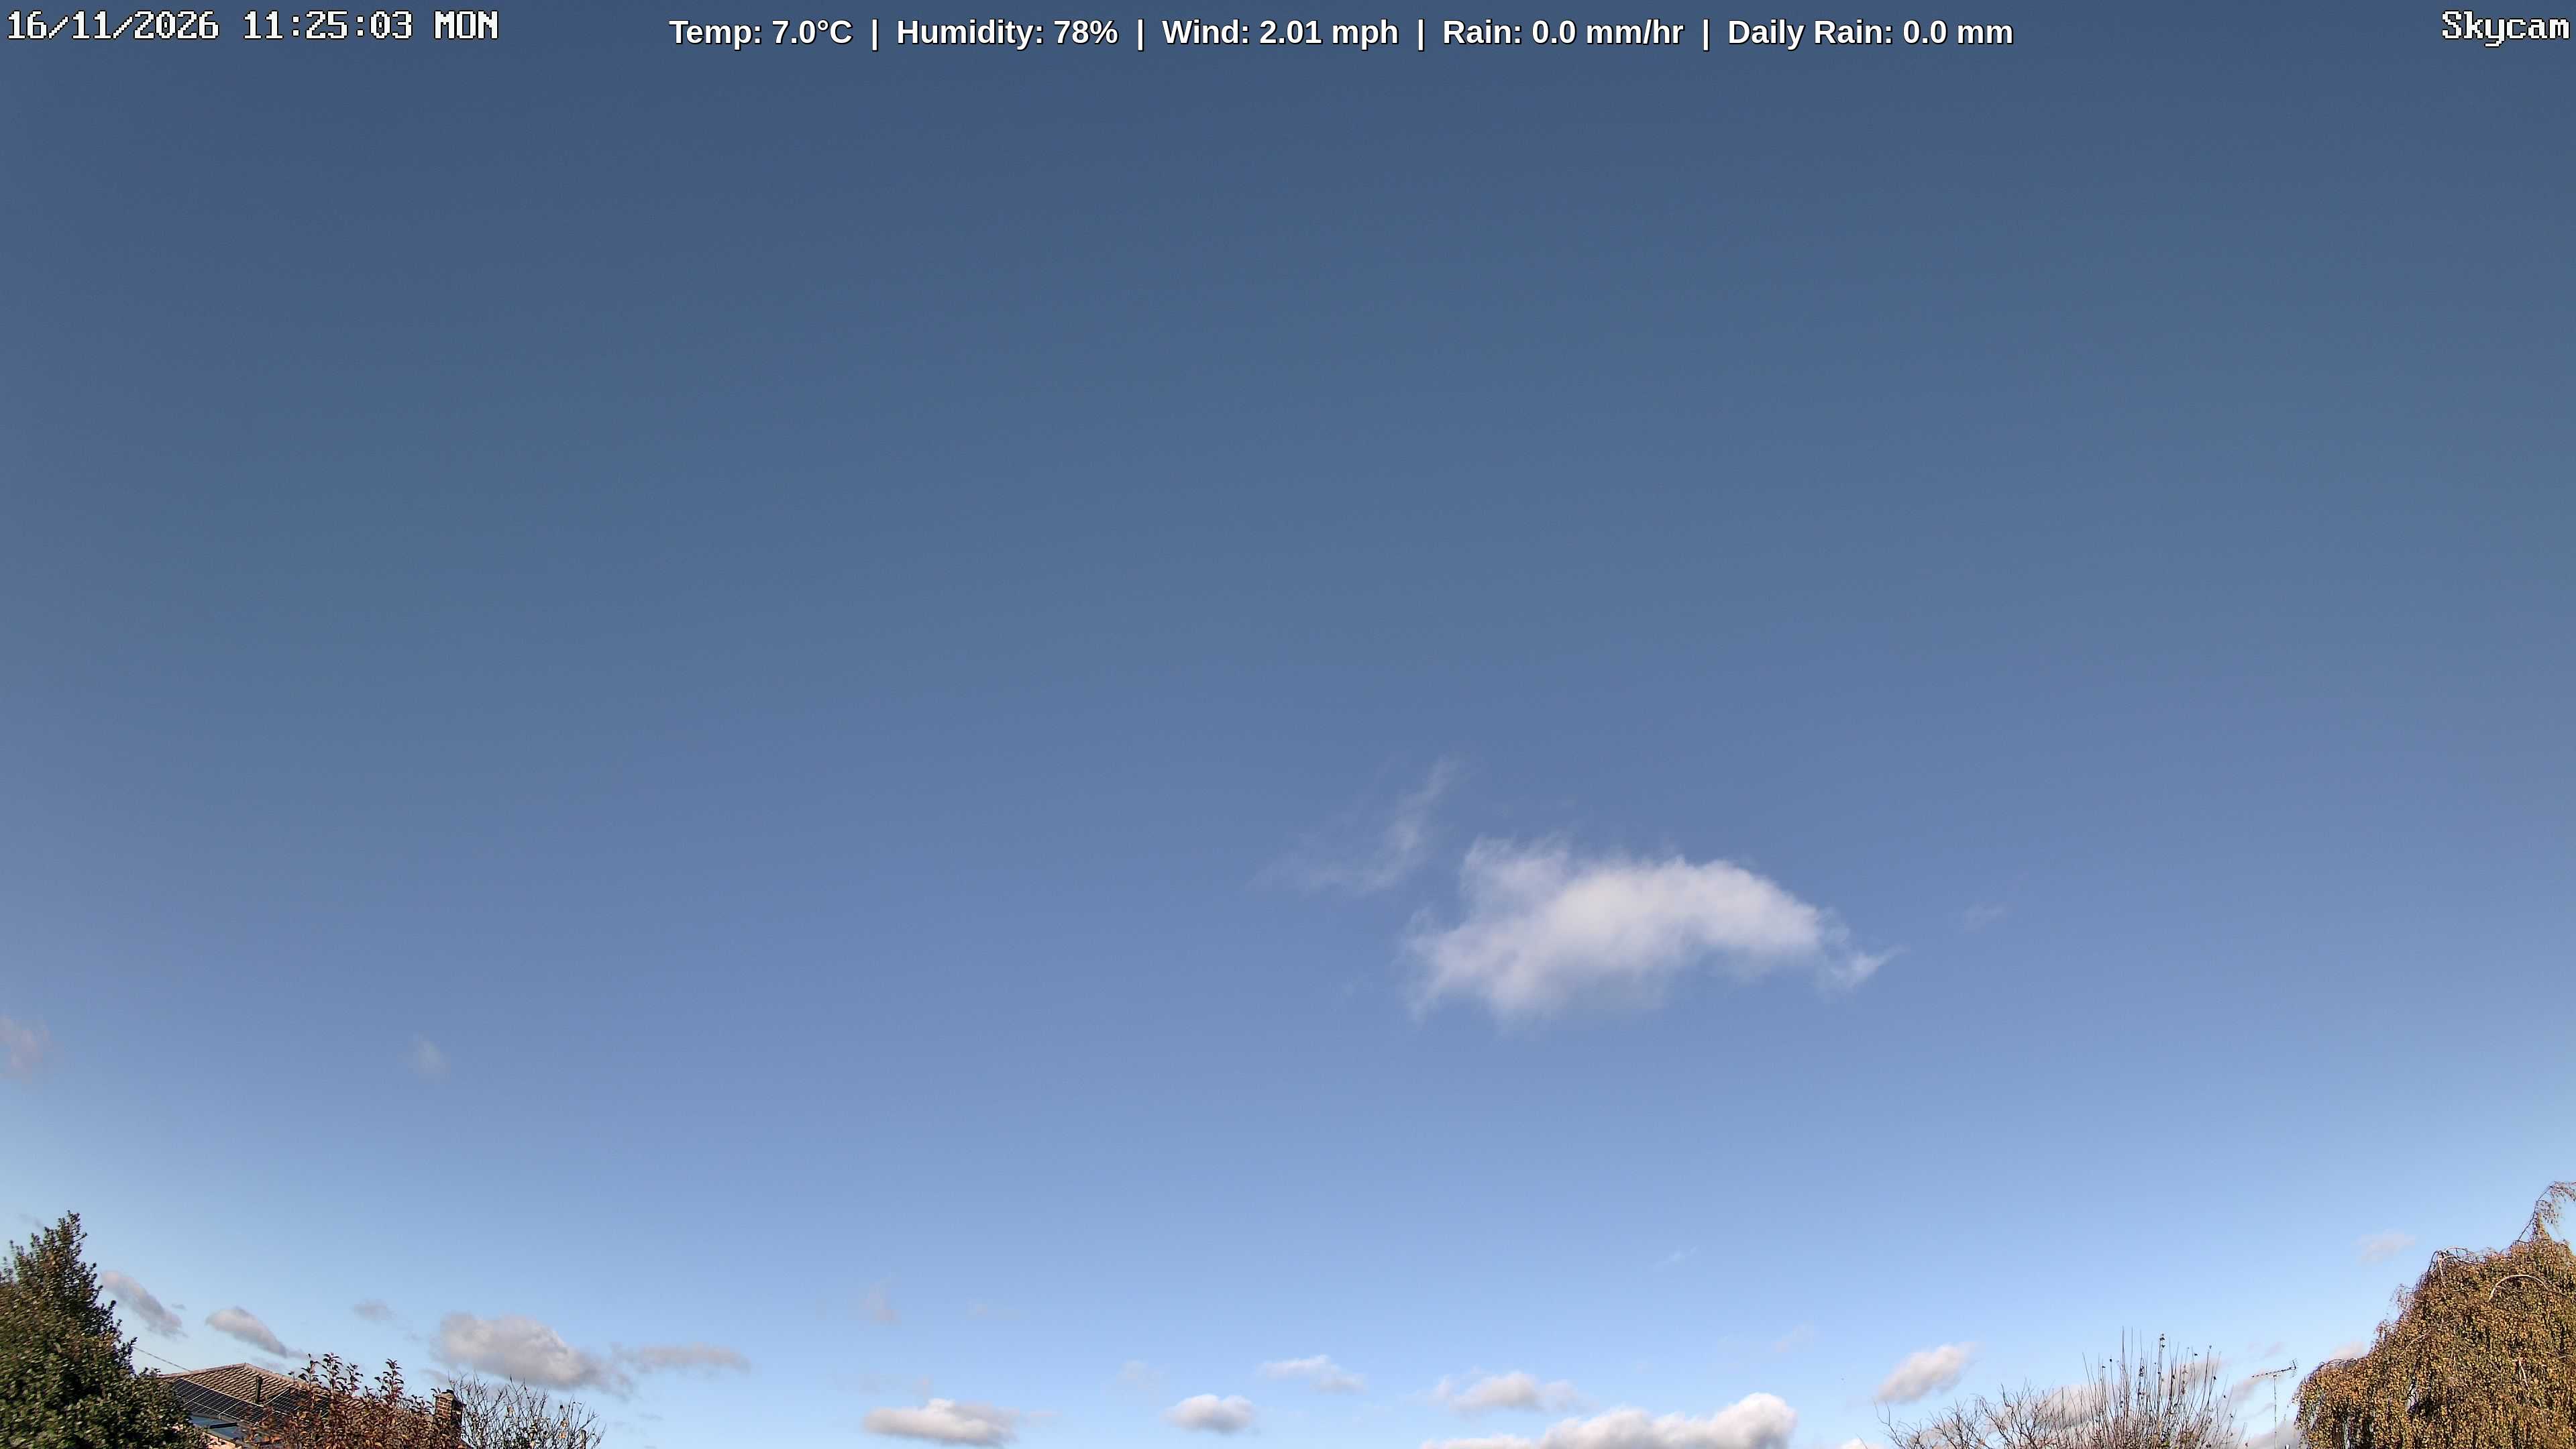 16/11/2026 11:25:03 MON
Temp: 7.0°C | Humidity: 78% | Wind: 2.01 mph | Rain: 0.0 mm/hr | Daily Rain: 0.0 mm
Skycam